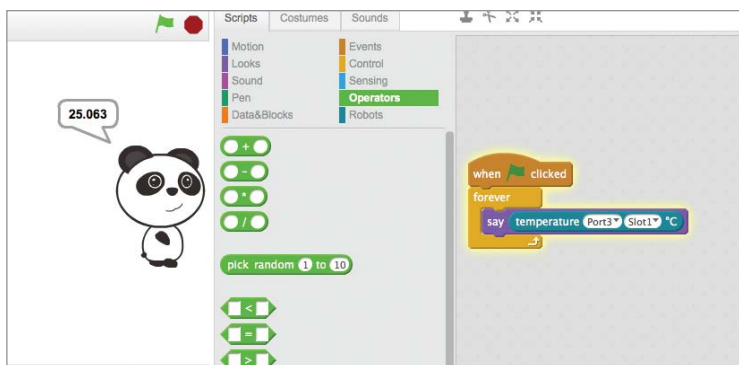 Scripts Costumes Sounds
Motion Events
Looks Control
Sound Sensing
Pen Operators
Data&Blocks Robots
25.063
+
-
*
/
pick random 1 to 10
<
=
>
when clicked
forever
say temperature Port3 Slot1 °C